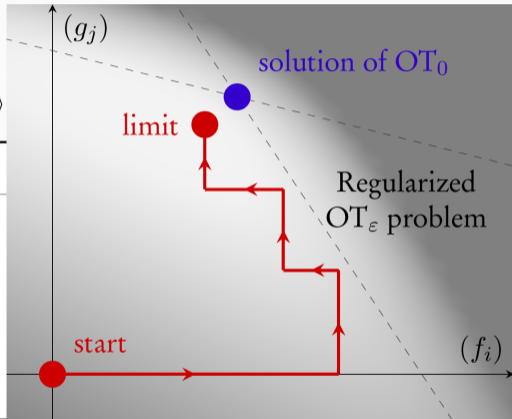 (g_j)
solution of OT_0
limit
Regularized
OT_ε problem
start
(f_i)